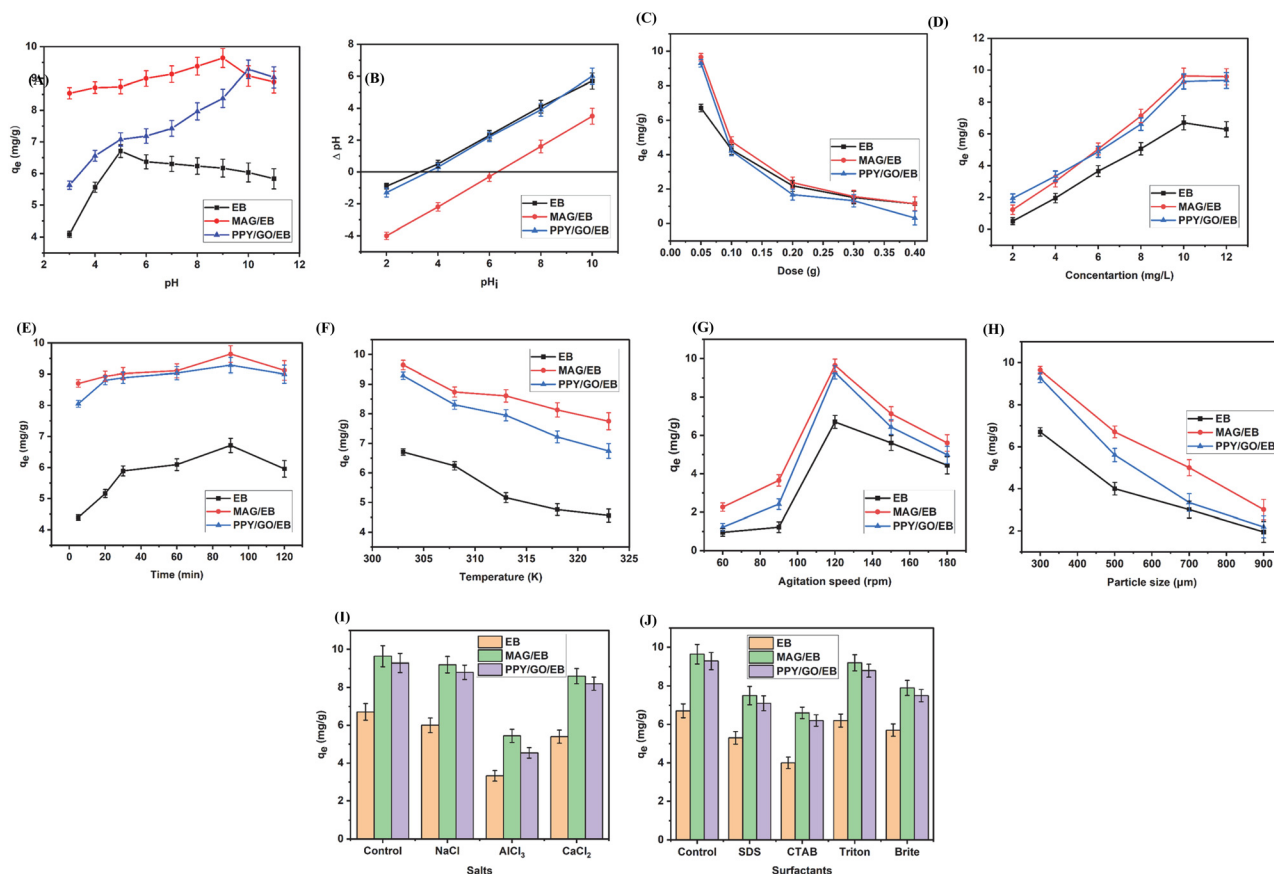 (A)
10
9
8
7
6
5
4
qe (mg/g)
EB
MAG/EB
PPY/GO/EB
2 4 6 8 10 12
pH
(B)
8
6
4
2
0
-2
-4
Δ pH
EB
MAG/EB
PPY/GO/EB
2 4 6 8 10
pHi
(C)
10
8
6
4
2
0
qe (mg/g)
EB
MAG/EB
PPY/GO/EB
0.00 0.05 0.10 0.15 0.20 0.25 0.30 0.35 0.40
Dose (g)
(D)
12
10
8
6
4
2
0
qe (mg/g)
EB
MAG/EB
PPY/GO/EB
2 4 6 8 10 12
Concentartion (mg/L)
(E)
10
9
8
7
6
5
4
qe (mg/g)
EB
MAG/EB
PPY/GO/EB
0 20 40 60 80 100 120
Time (min)
(F)
10
9
8
7
6
5
4
qe (mg/g)
EB
MAG/EB
PPY/GO/EB
300 305 310 315 320 325
Temperature (K)
(G)
10
8
6
4
2
0
qe (mg/g)
EB
MAG/EB
PPY/GO/EB
60 80 100 120 140 160 180
Agitation speed (rpm)
(H)
10
8
6
4
2
qe (mg/g)
EB
MAG/EB
PPY/GO/EB
300 400 500 600 700 800 900
Particle size (µm)
(I)
10
8
6
4
2
0
qe (mg/g)
EB
MAG/EB
PPY/GO/EB
Control NaCl AlCl3 CaCl2
Salts
(J)
10
8
6
4
2
0
qe (mg/g)
EB
MAG/EB
PPY/GO/EB
Control SDS CTAB Triton Brite
Surfactants